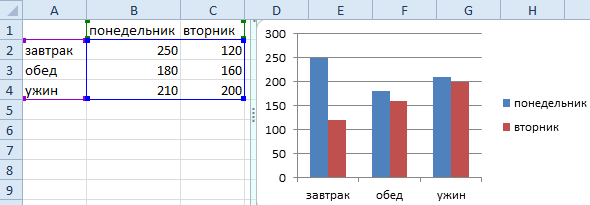 A B C D E F G H
1 понедельник вторник
2 завтрак 250 120
3 обед 180 160
4 ужин 210 200
5
6
7
8
9
300
250
200
150
100
50
0
завтрак обед ужин
понедельник
вторник